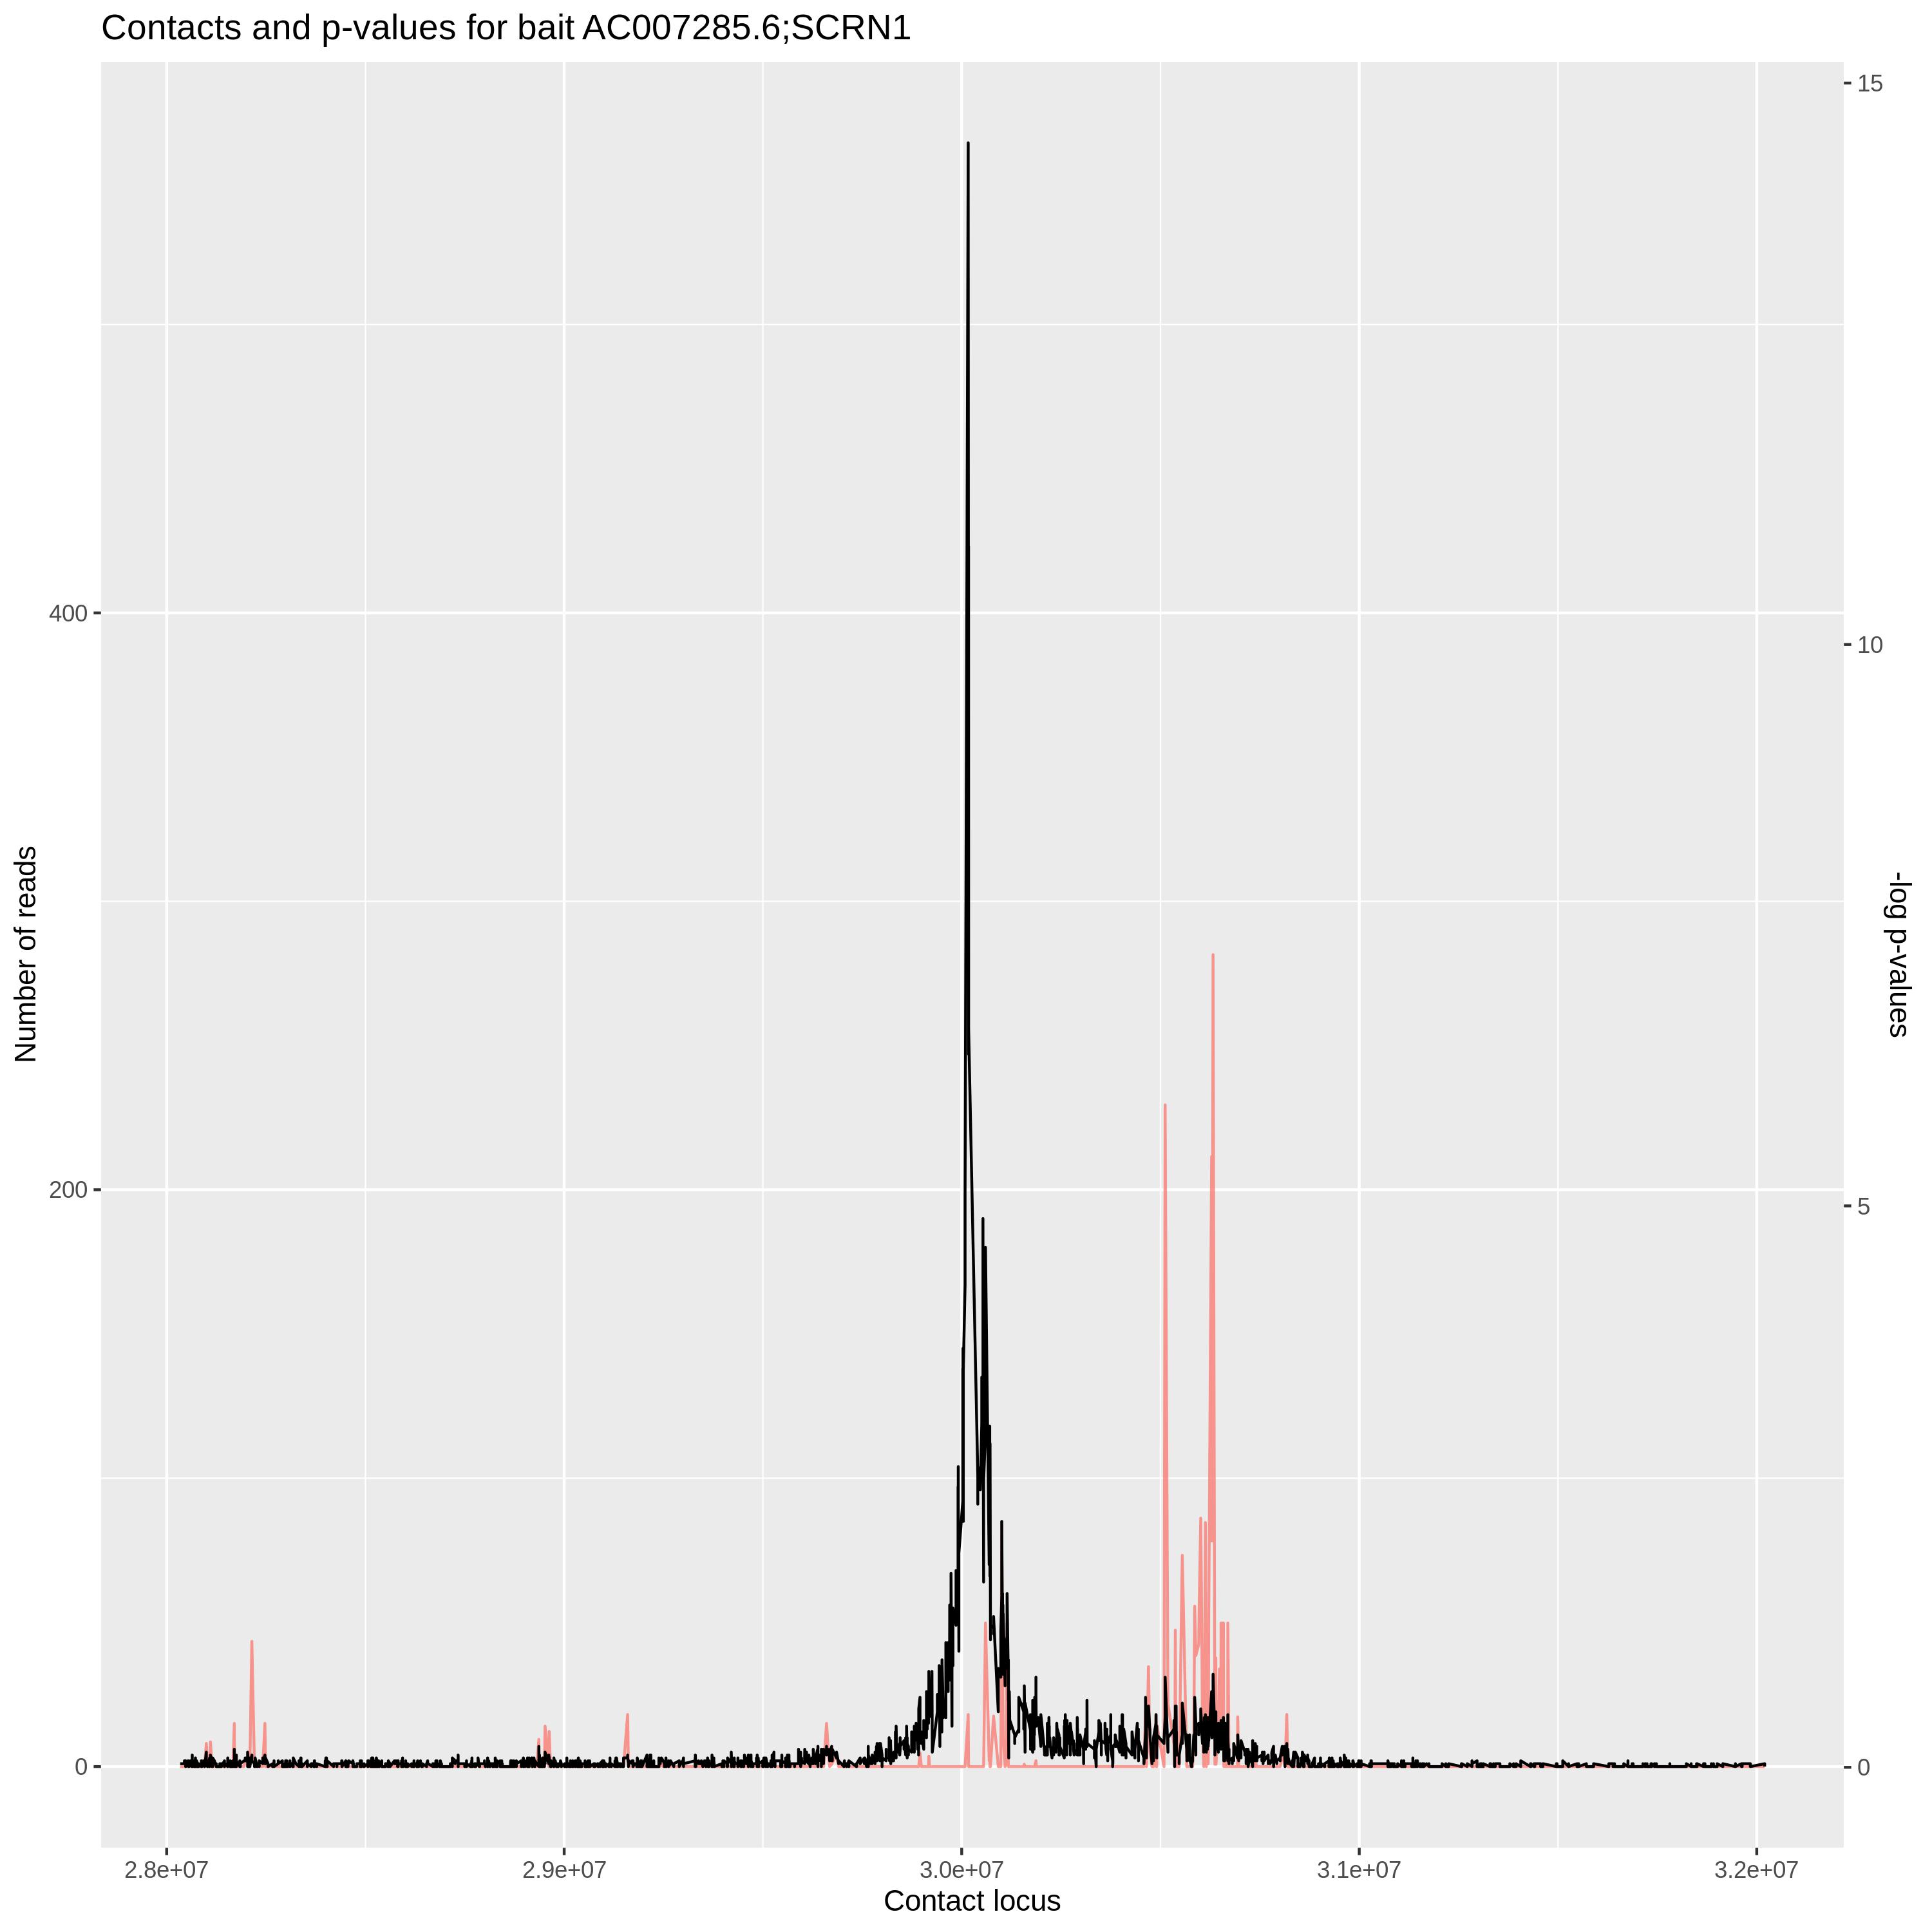 Contacts and p-values for bait AC007285.6;SCRN1
15
10
5
0
400
200
0
Number of reads
-log p-values
2.8e+07 2.9e+07 3.0e+07 3.1e+07 3.2e+07
Contact locus